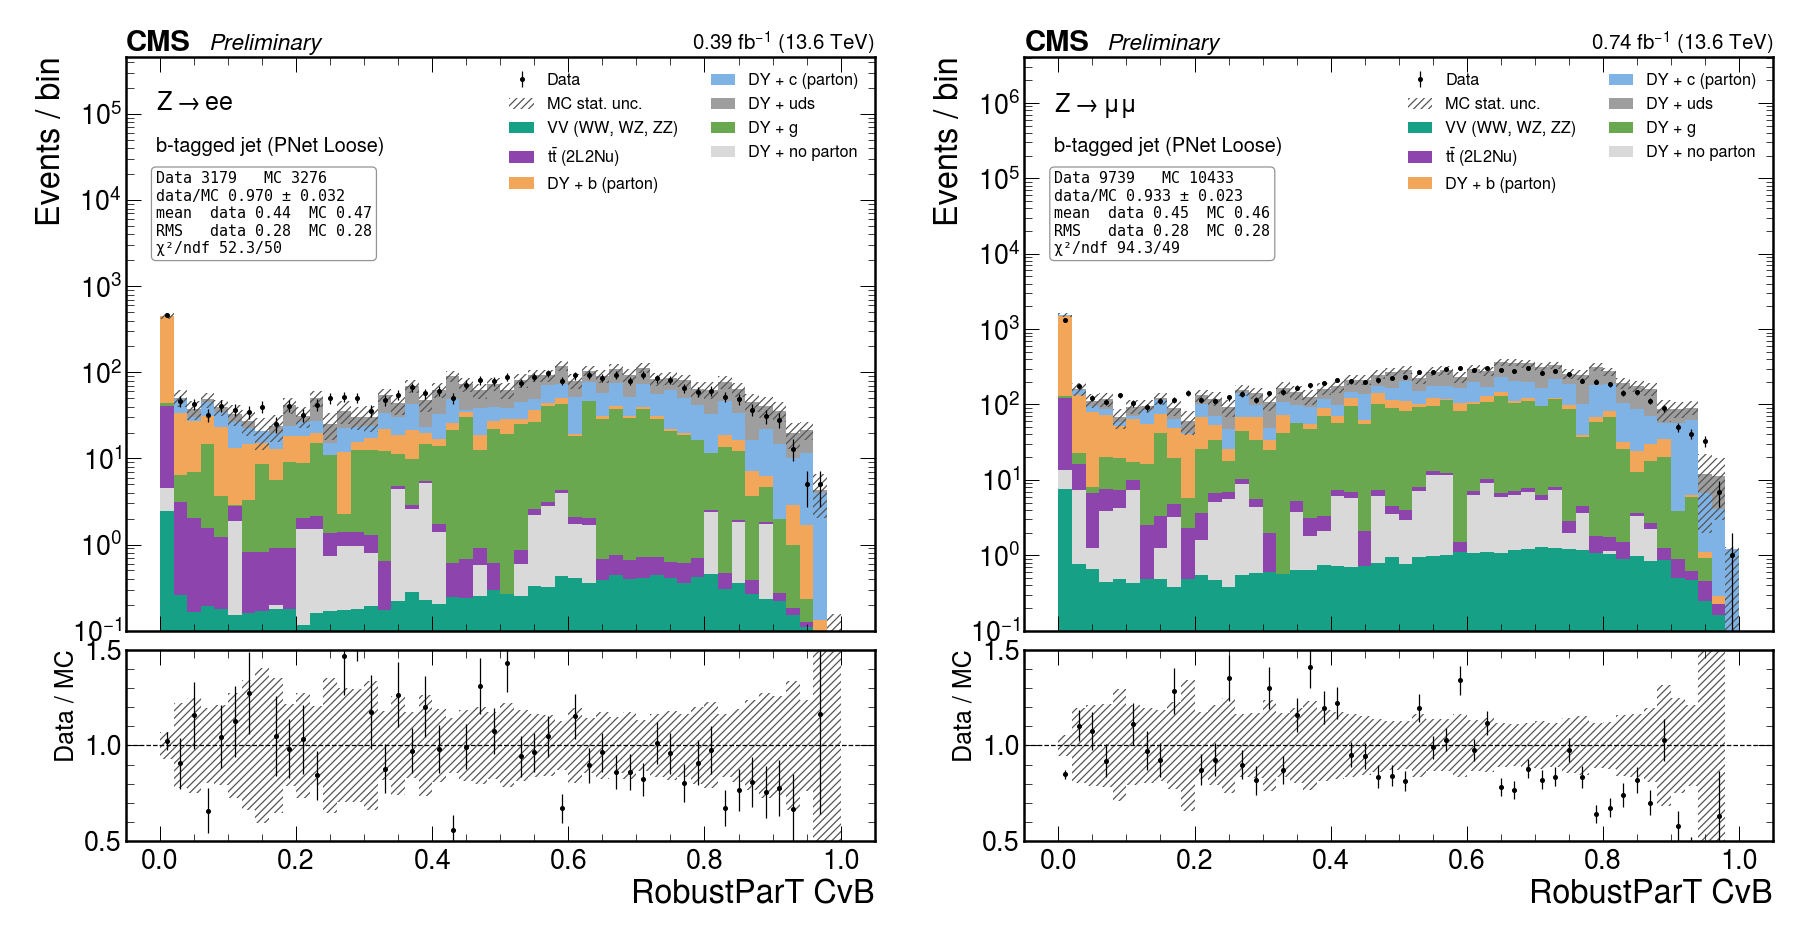 CMS Preliminary
0.39 fb⁻¹ (13.6 TeV)
Z → ee
b-tagged jet (PNet Loose)
Data 3179   MC 3276
data/MC 0.970 ± 0.032
mean  data 0.44  MC 0.47
RMS   data 0.28  MC 0.28
χ²/ndf 52.3/50
Data
MC stat. unc.
VV (WW, WZ, ZZ)
tt̄ (2L2Nu)
DY + b (parton)
DY + c (parton)
DY + uds
DY + g
DY + no parton
Events / bin
10⁵
10⁴
10³
10²
10¹
10⁰
10⁻¹
Data / MC
1.5
1.0
0.5
0.0 0.2 0.4 0.6 0.8 1.0
RobustParT CvB
CMS Preliminary
0.74 fb⁻¹ (13.6 TeV)
Z → μμ
b-tagged jet (PNet Loose)
Data 9739   MC 10433
data/MC 0.933 ± 0.023
mean  data 0.45  MC 0.46
RMS   data 0.28  MC 0.28
χ²/ndf 94.3/49
Data
MC stat. unc.
VV (WW, WZ, ZZ)
tt̄ (2L2Nu)
DY + b (parton)
DY + c (parton)
DY + uds
DY + g
DY + no parton
Events / bin
10⁶
10⁵
10⁴
10³
10²
10¹
10⁰
10⁻¹
Data / MC
1.5
1.0
0.5
0.0 0.2 0.4 0.6 0.8 1.0
RobustParT CvB